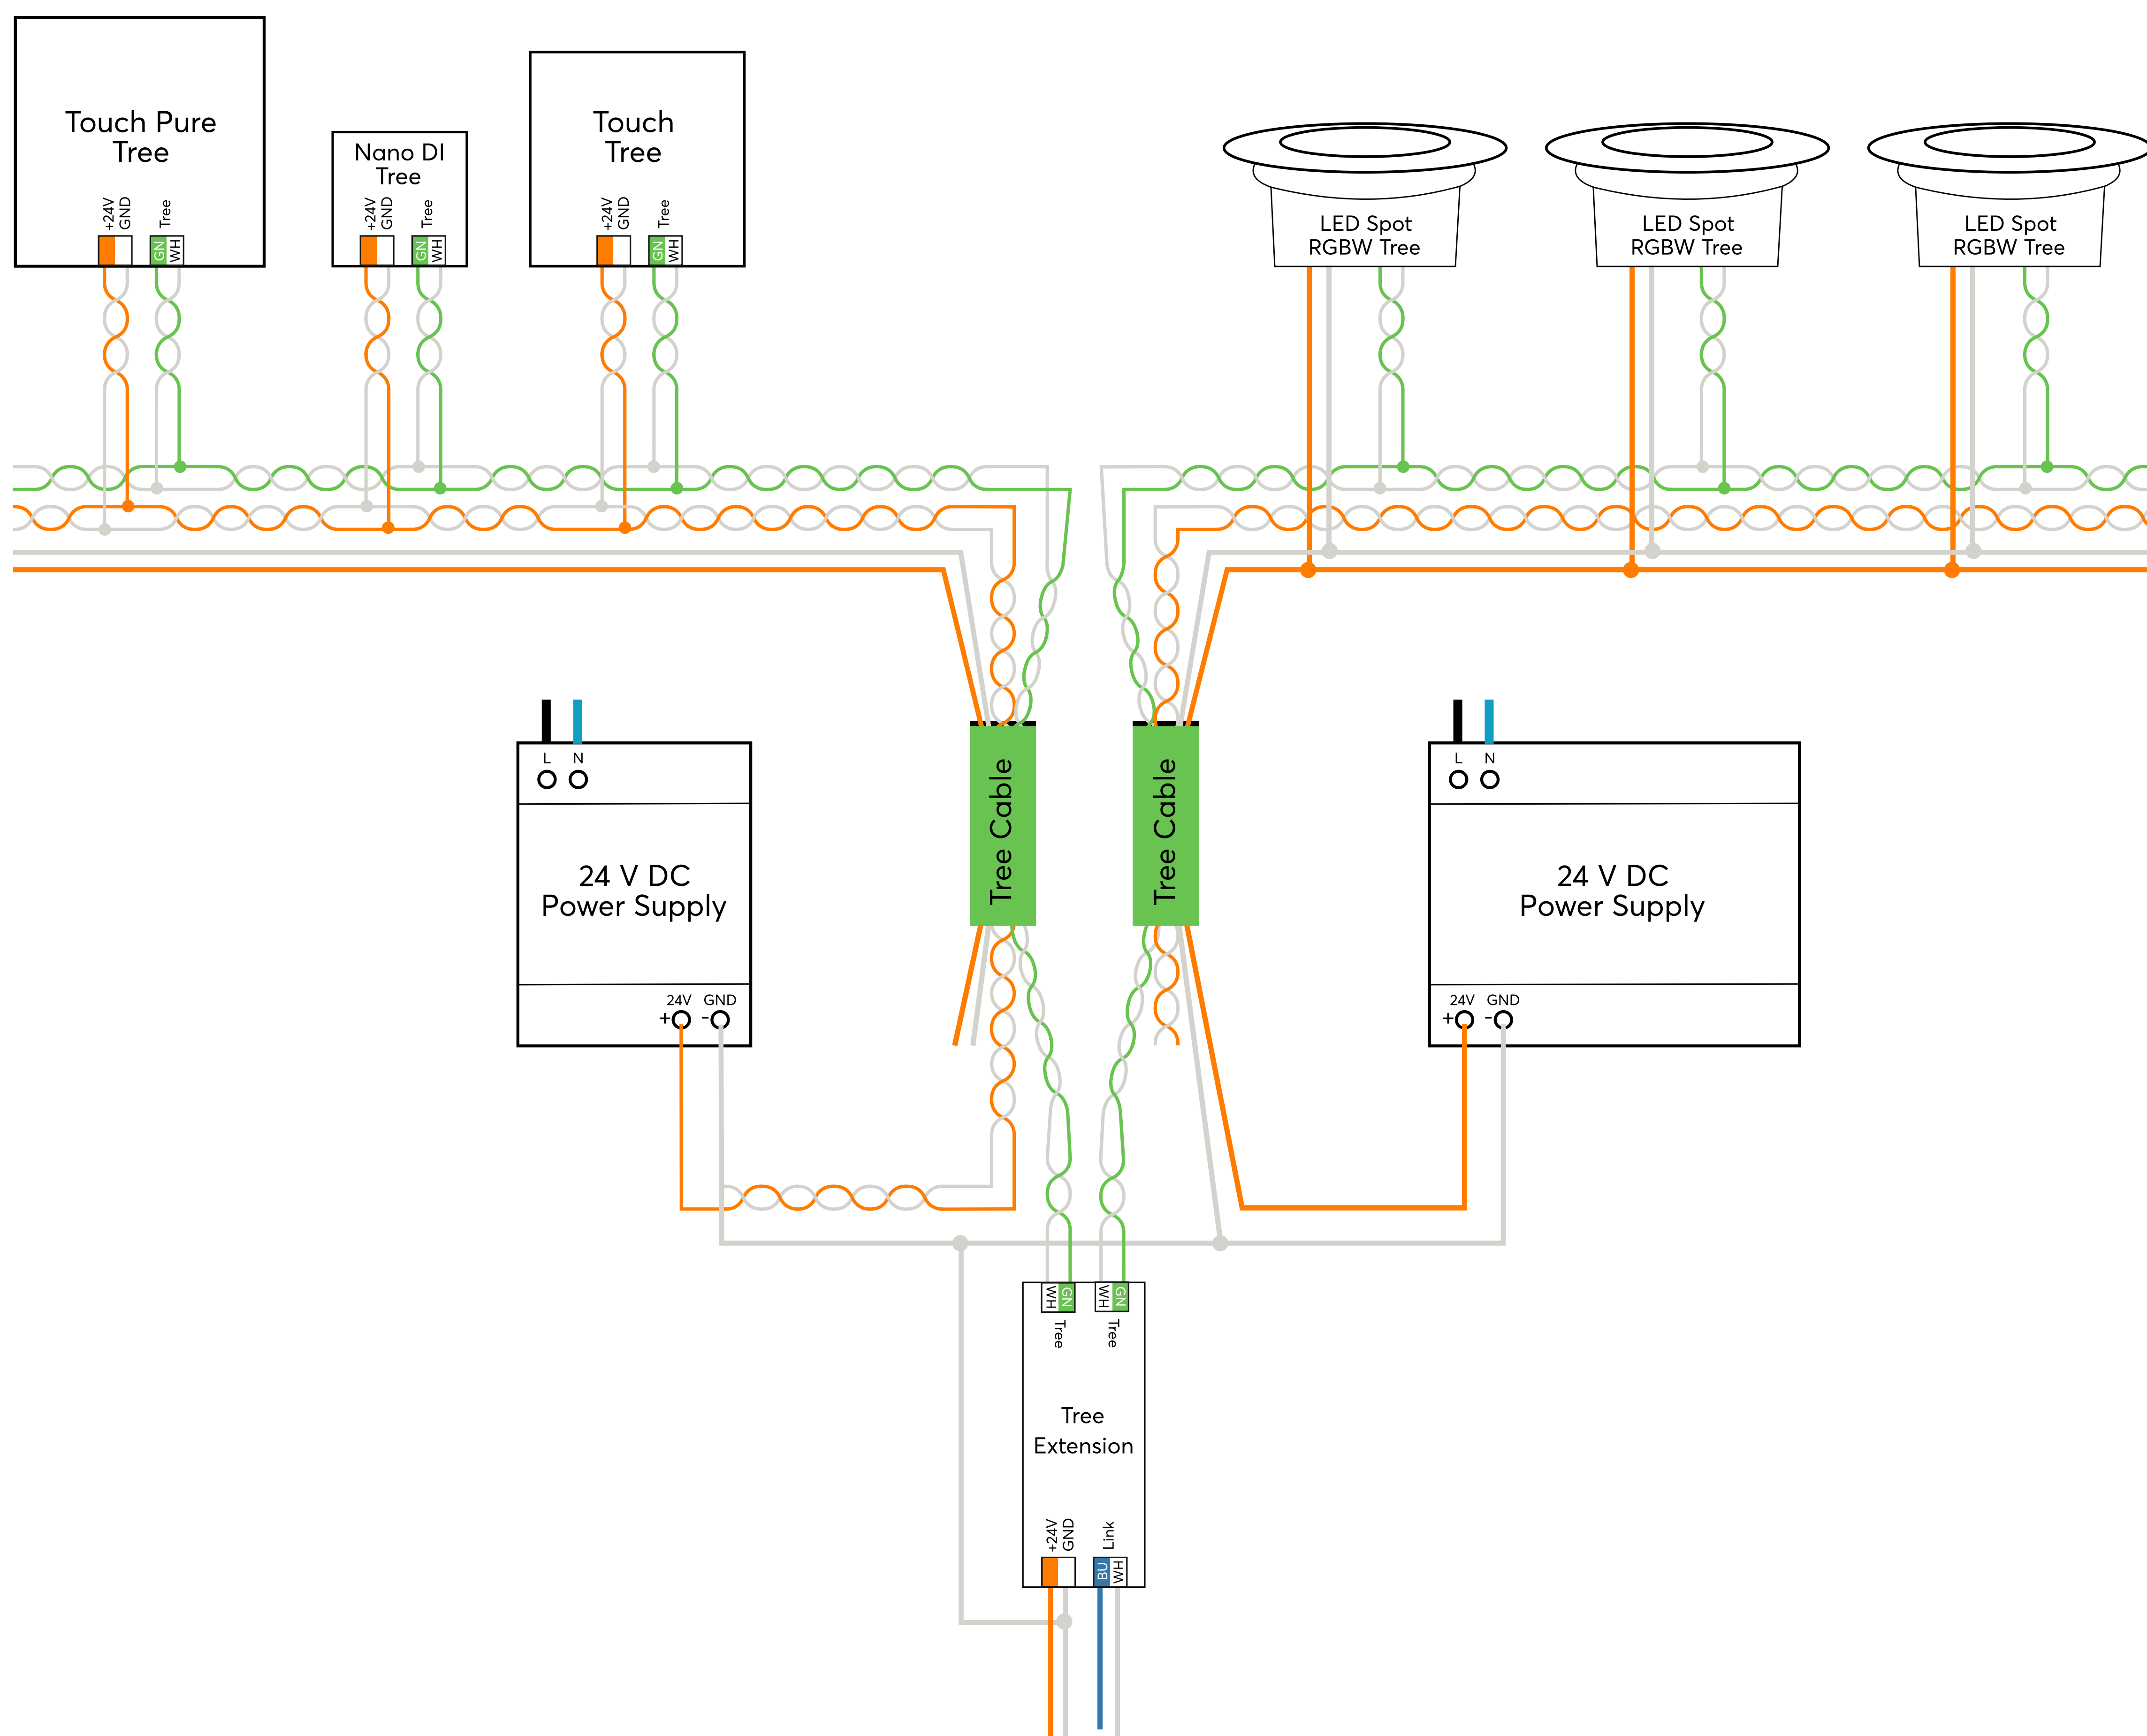 Touch Pure
Tree
+24V
GND
Tree
GN
WH
Nano DI
Tree
+24V
GND
Tree
GN
WH
Touch
Tree
+24V
GND
Tree
GN
WH
LED Spot
RGBW Tree
LED Spot
RGBW Tree
LED Spot
RGBW Tree
L N
24 V DC
Power Supply
24V GND
+ -
Tree Cable
Tree Cable
L N
24 V DC
Power Supply
24V GND
+ -
WH
GN
WH
GN
Tree
Tree
Tree
Extension
+24V
GND
Link
BU
WH